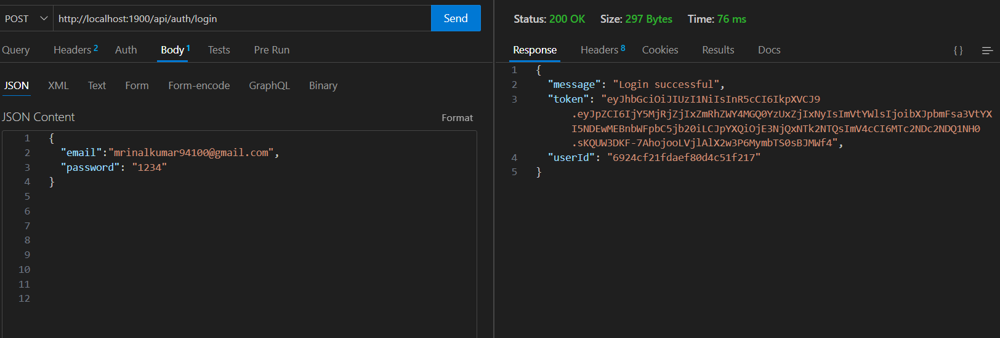 POST http://localhost:1900/api/auth/login Send
Query Headers 2 Auth Body 1 Tests Pre Run
JSON XML Text Form Form-encode GraphQL Binary
JSON Content Format
1 {
2 "email":"mrinalkumar94100@gmail.com",
3 "password": "1234"
4 }
5
6
7
8
9
10
11
12
Status: 200 OK Size: 297 Bytes Time: 76 ms
Response Headers 8 Cookies Results Docs {}
1 {
2 "message": "Login successful",
3 "token": "eyJhbGciOiJIUzI1NiIsInR5cCI6IkpXVCJ9
.eyJpZCI6IjY5MjRjZjIxZmRhZWY4MGQ0YzUxZjIxNyIsImVtYWlsIjoibXJpbmFsa3VtYX
I5NDEwMEBnbWFpbC5jb20iLCJpYXQiOjE3NjQxNTk2NTQsImV4cCI6MTc2NDc2NDQ1NH0
.sKQUW3DKF-7AhojooLVjlAlX2w3P6MymbTS0sBJMWf4",
4 "userId": "6924cf21fdaef80d4c51f217"
5 }